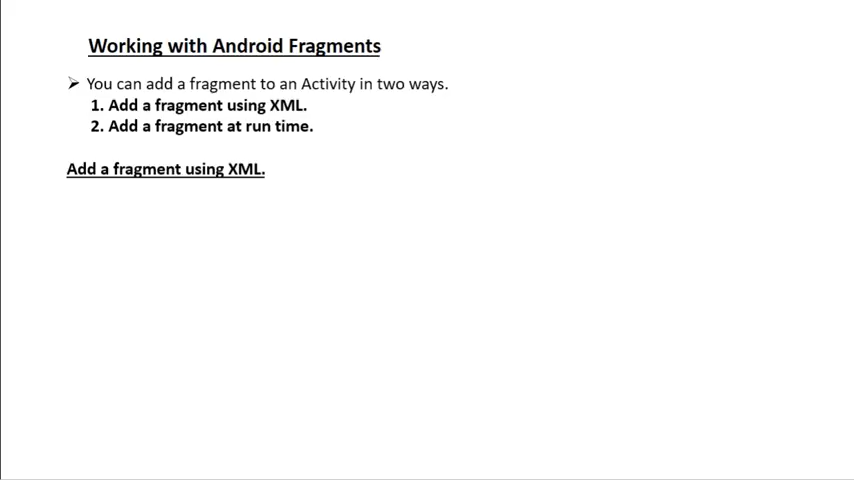 Working with Android Fragments
➢ You can add a fragment to an Activity in two ways.
1. Add a fragment using XML.
2. Add a fragment at run time.
Add a fragment using XML.